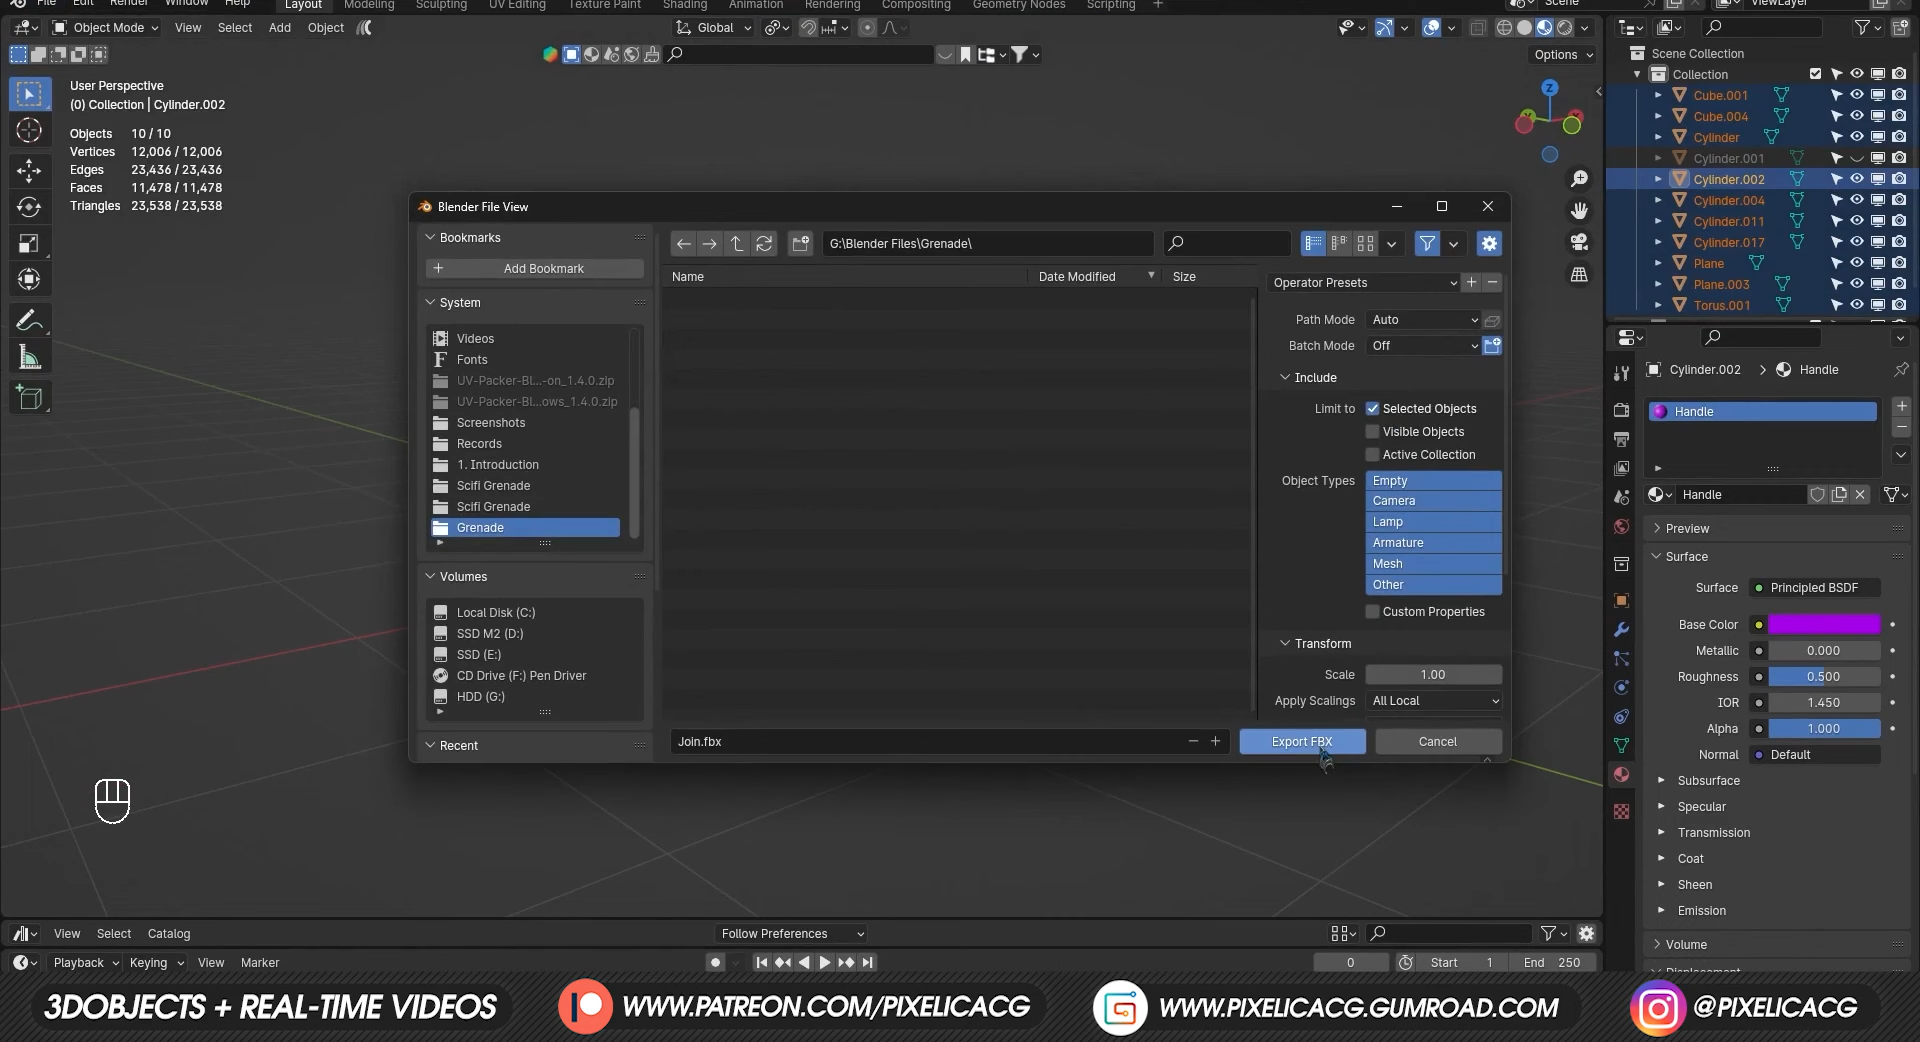 File Edit Render Window Help Layout Modeling Sculpting UV Editing Texture Paint Shading Animation Rendering Compositing Geometry Nodes Scripting + Scene ViewLayer
Object Mode View Select Add Object Global
Options
User Perspective
(0) Collection | Cylinder.002
Objects 10 / 10
Vertices 12,006 / 12,006
Edges 23,436 / 23,436
Faces 11,478 / 11,478
Triangles 23,538 / 23,538
Z
Blender File View
Bookmarks
Add Bookmark
System
Videos
Fonts
UV-Packer-Bl...-on_1.4.0.zip
UV-Packer-Bl...ows_1.4.0.zip
Screenshots
Records
1. Introduction
Scifi Grenade
Scifi Grenade
Grenade
Volumes
Local Disk (C:)
SSD M2 (D:)
SSD (E:)
CD Drive (F:) Pen Driver
HDD (G:)
Recent
G:\Blender Files\Grenade\
Name Date Modified Size
Join.fbx
Operator Presets
Path Mode Auto
Batch Mode Off
Include
Limit to Selected Objects
Visible Objects
Active Collection
Object Types Empty
Camera
Lamp
Armature
Mesh
Other
Custom Properties
Transform
Scale 1.00
Apply Scalings All Local
Export FBX Cancel
Scene Collection
Collection
Cube.001
Cube.004
Cylinder
Cylinder.001
Cylinder.002
Cylinder.004
Cylinder.011
Cylinder.017
Plane
Plane.003
Torus.001
Cylinder.002 > Handle
Handle
Handle
Preview
Surface
Surface Principled BSDF
Base Color
Metallic 0.000
Roughness 0.500
IOR 1.450
Alpha 1.000
Normal Default
Subsurface
Specular
Transmission
Coat
Sheen
Emission
Volume
Displacement
View Select Catalog Follow Preferences
Playback Keying View Marker 0 Start 1 End 250
3DOBJECTS + REAL-TIME VIDEOS WWW.PATREON.COM/PIXELICACG WWW.PIXELICACG.GUMROAD.COM @PIXELICACG